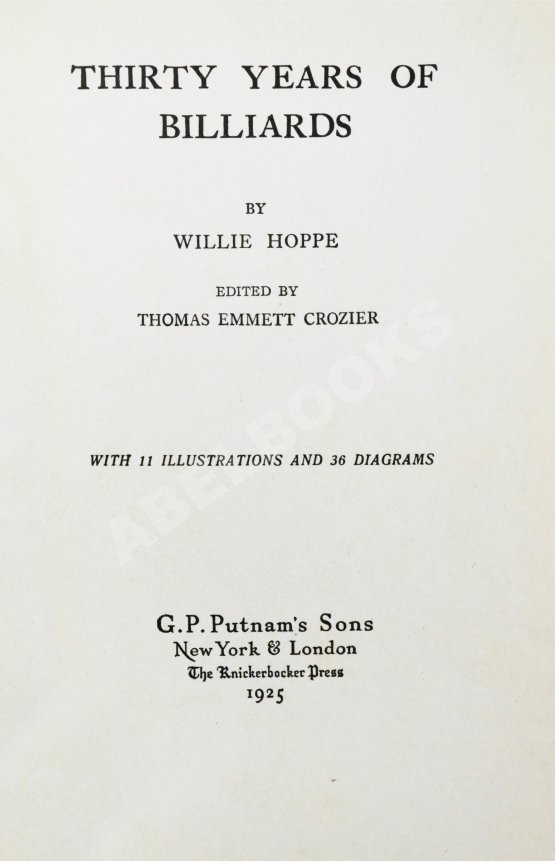 THIRTY YEARS OF
BILLIARDS
BY
WILLIE HOPPE
EDITED BY
THOMAS EMMETT CROZIER
WITH 11 ILLUSTRATIONS AND 36 DIAGRAMS
G. P. Putnam's Sons
New York & London
The Knickerbocker Press
1925
ABELBOOKS